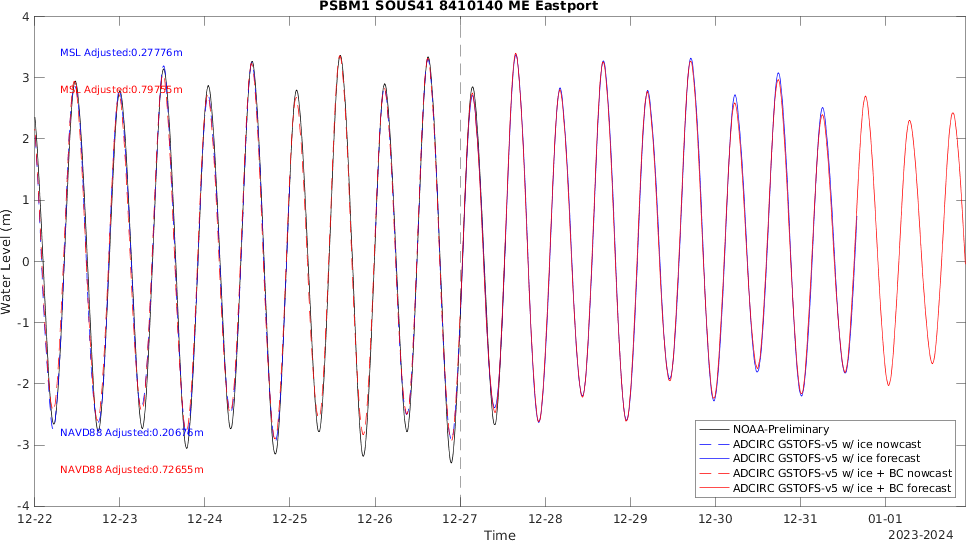 PSBM1 SOUS41 8410140 ME Eastport
4
3
2
1
0
-1
-2
-3
-4
Water Level (m)
MSL Adjusted:0.27776m
MSL Adjusted:0.79755m
NAVD88 Adjusted:0.20676m
NAVD88 Adjusted:0.72655m
NOAA-Preliminary
ADCIRC GSTOFS-v5 w/ ice nowcast
ADCIRC GSTOFS-v5 w/ ice forecast
ADCIRC GSTOFS-v5 w/ ice + BC nowcast
ADCIRC GSTOFS-v5 w/ ice + BC forecast
12-22 12-23 12-24 12-25 12-26 12-27 12-28 12-29 12-30 12-31 01-01
Time
2023-2024